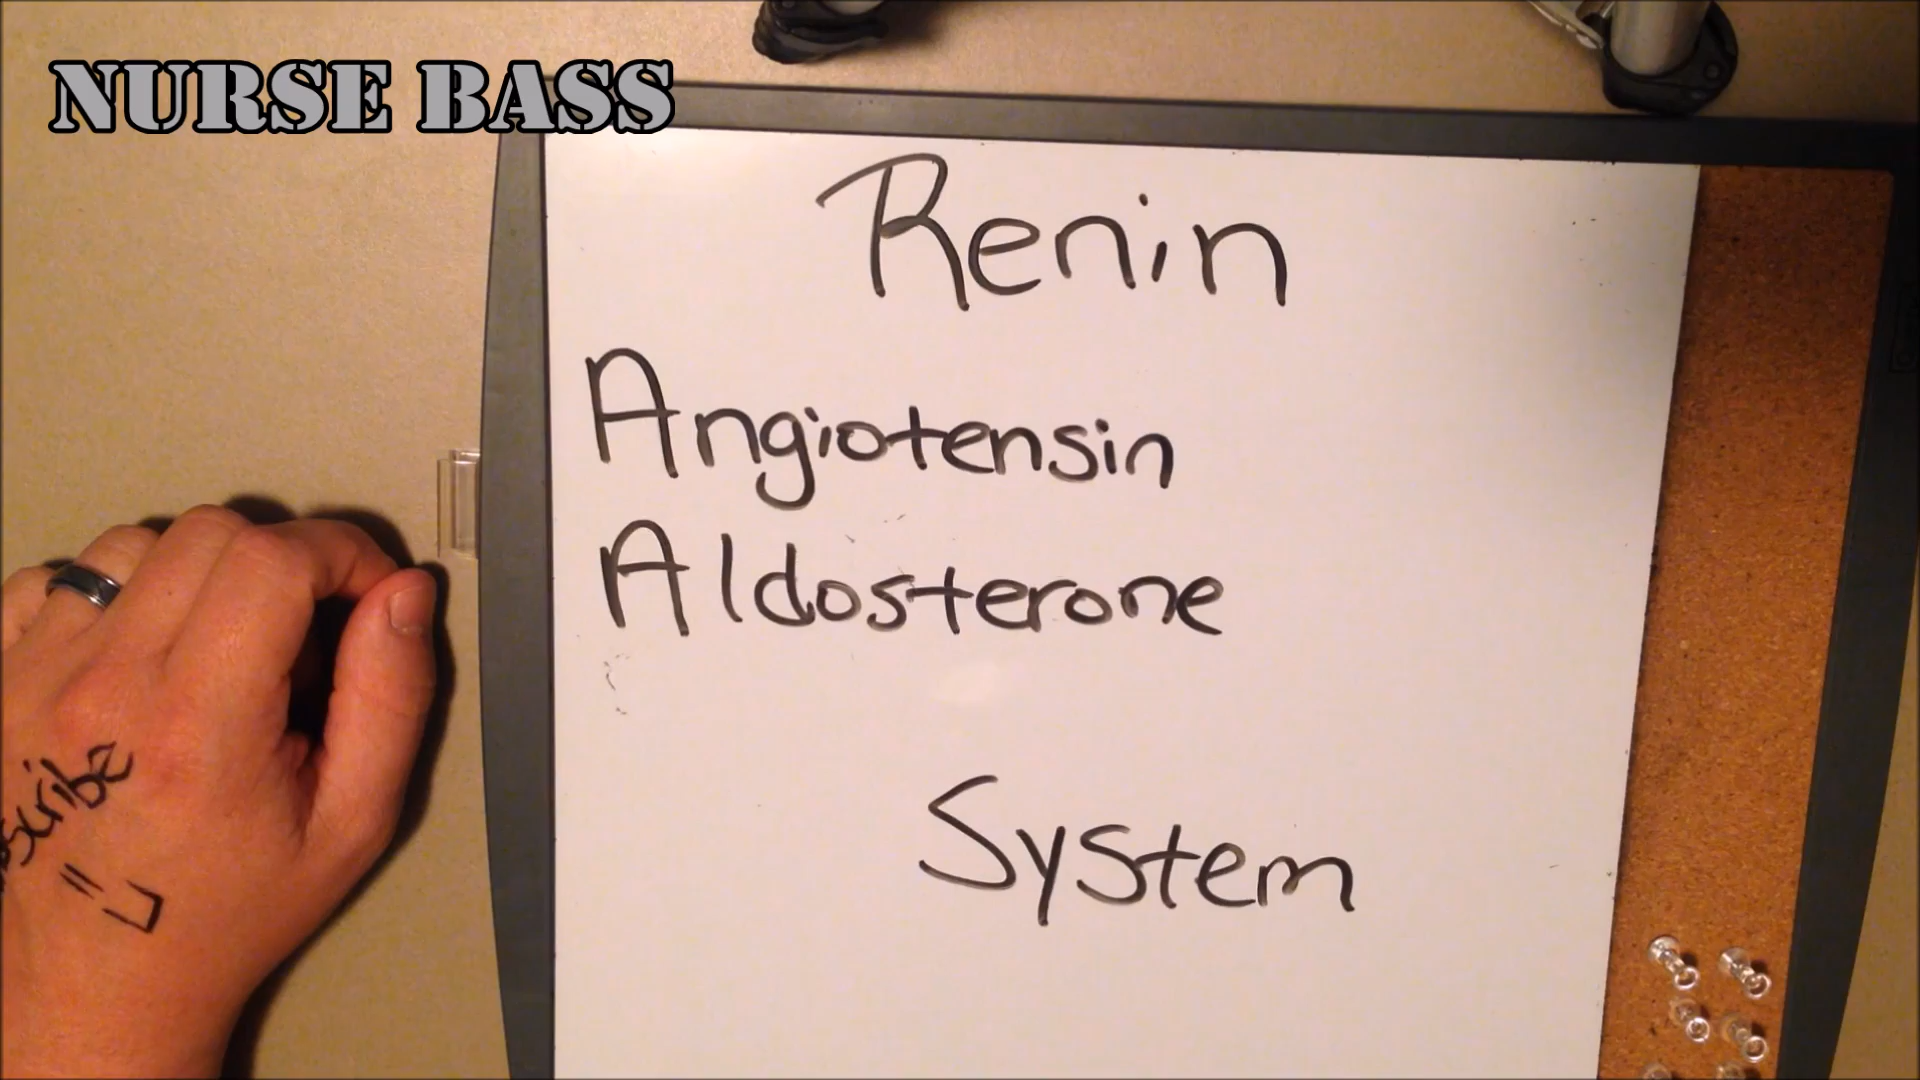 NURSE BASS
Renin
Angiotensin
Aldosterone
System